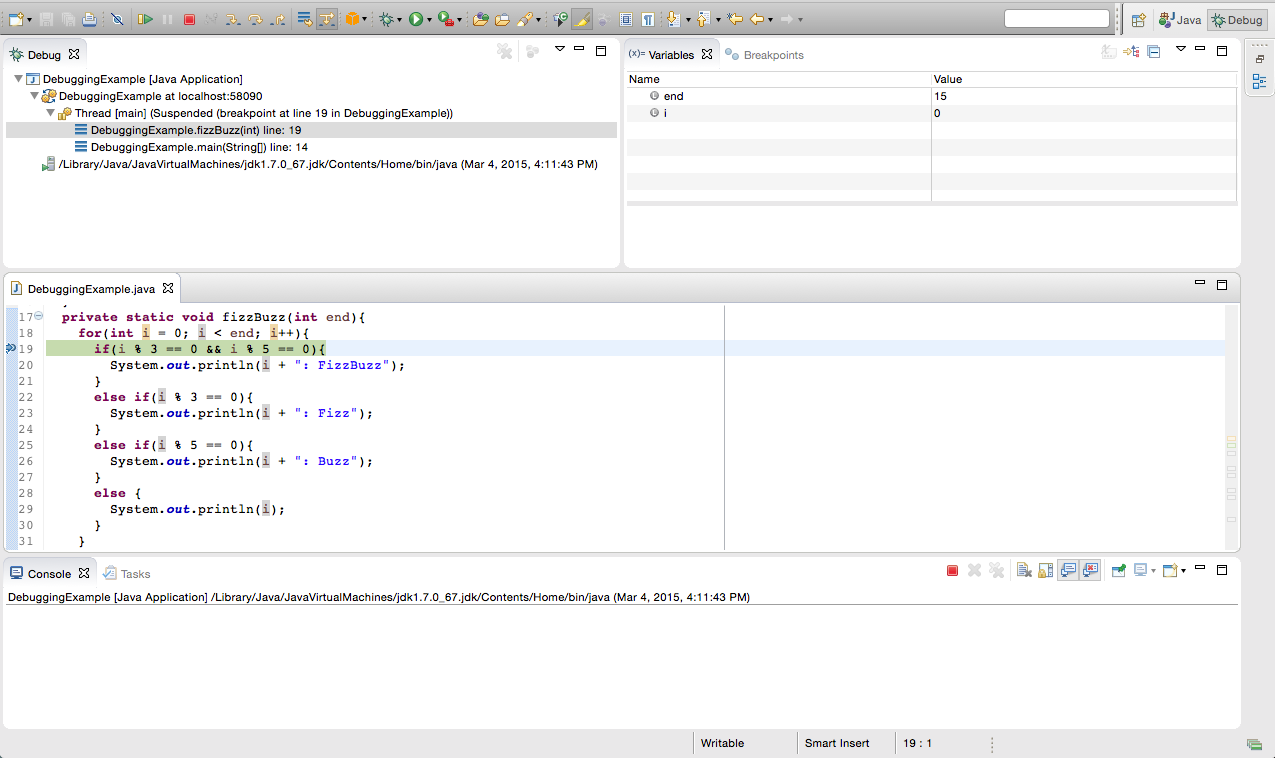 Java
Debug
Debug
DebuggingExample [Java Application]
DebuggingExample at localhost:58090
Thread [main] (Suspended (breakpoint at line 19 in DebuggingExample))
DebuggingExample.fizzBuzz(int) line: 19
DebuggingExample.main(String[]) line: 14
/Library/Java/JavaVirtualMachines/jdk1.7.0_67.jdk/Contents/Home/bin/java (Mar 4, 2015, 4:11:43 PM)
(x)= Variables
Breakpoints
Name Value
end 15
i 0
DebuggingExample.java
17 private static void fizzBuzz(int end){
18 for(int i = 0; i < end; i++){
19 if(i % 3 == 0 && i % 5 == 0){
20 System.out.println(i + ": FizzBuzz");
21 }
22 else if(i % 3 == 0){
23 System.out.println(i + ": Fizz");
24 }
25 else if(i % 5 == 0){
26 System.out.println(i + ": Buzz");
27 }
28 else {
29 System.out.println(i);
30 }
31 }
Console
Tasks
DebuggingExample [Java Application] /Library/Java/JavaVirtualMachines/jdk1.7.0_67.jdk/Contents/Home/bin/java (Mar 4, 2015, 4:11:43 PM)
Writable Smart Insert 19 : 1